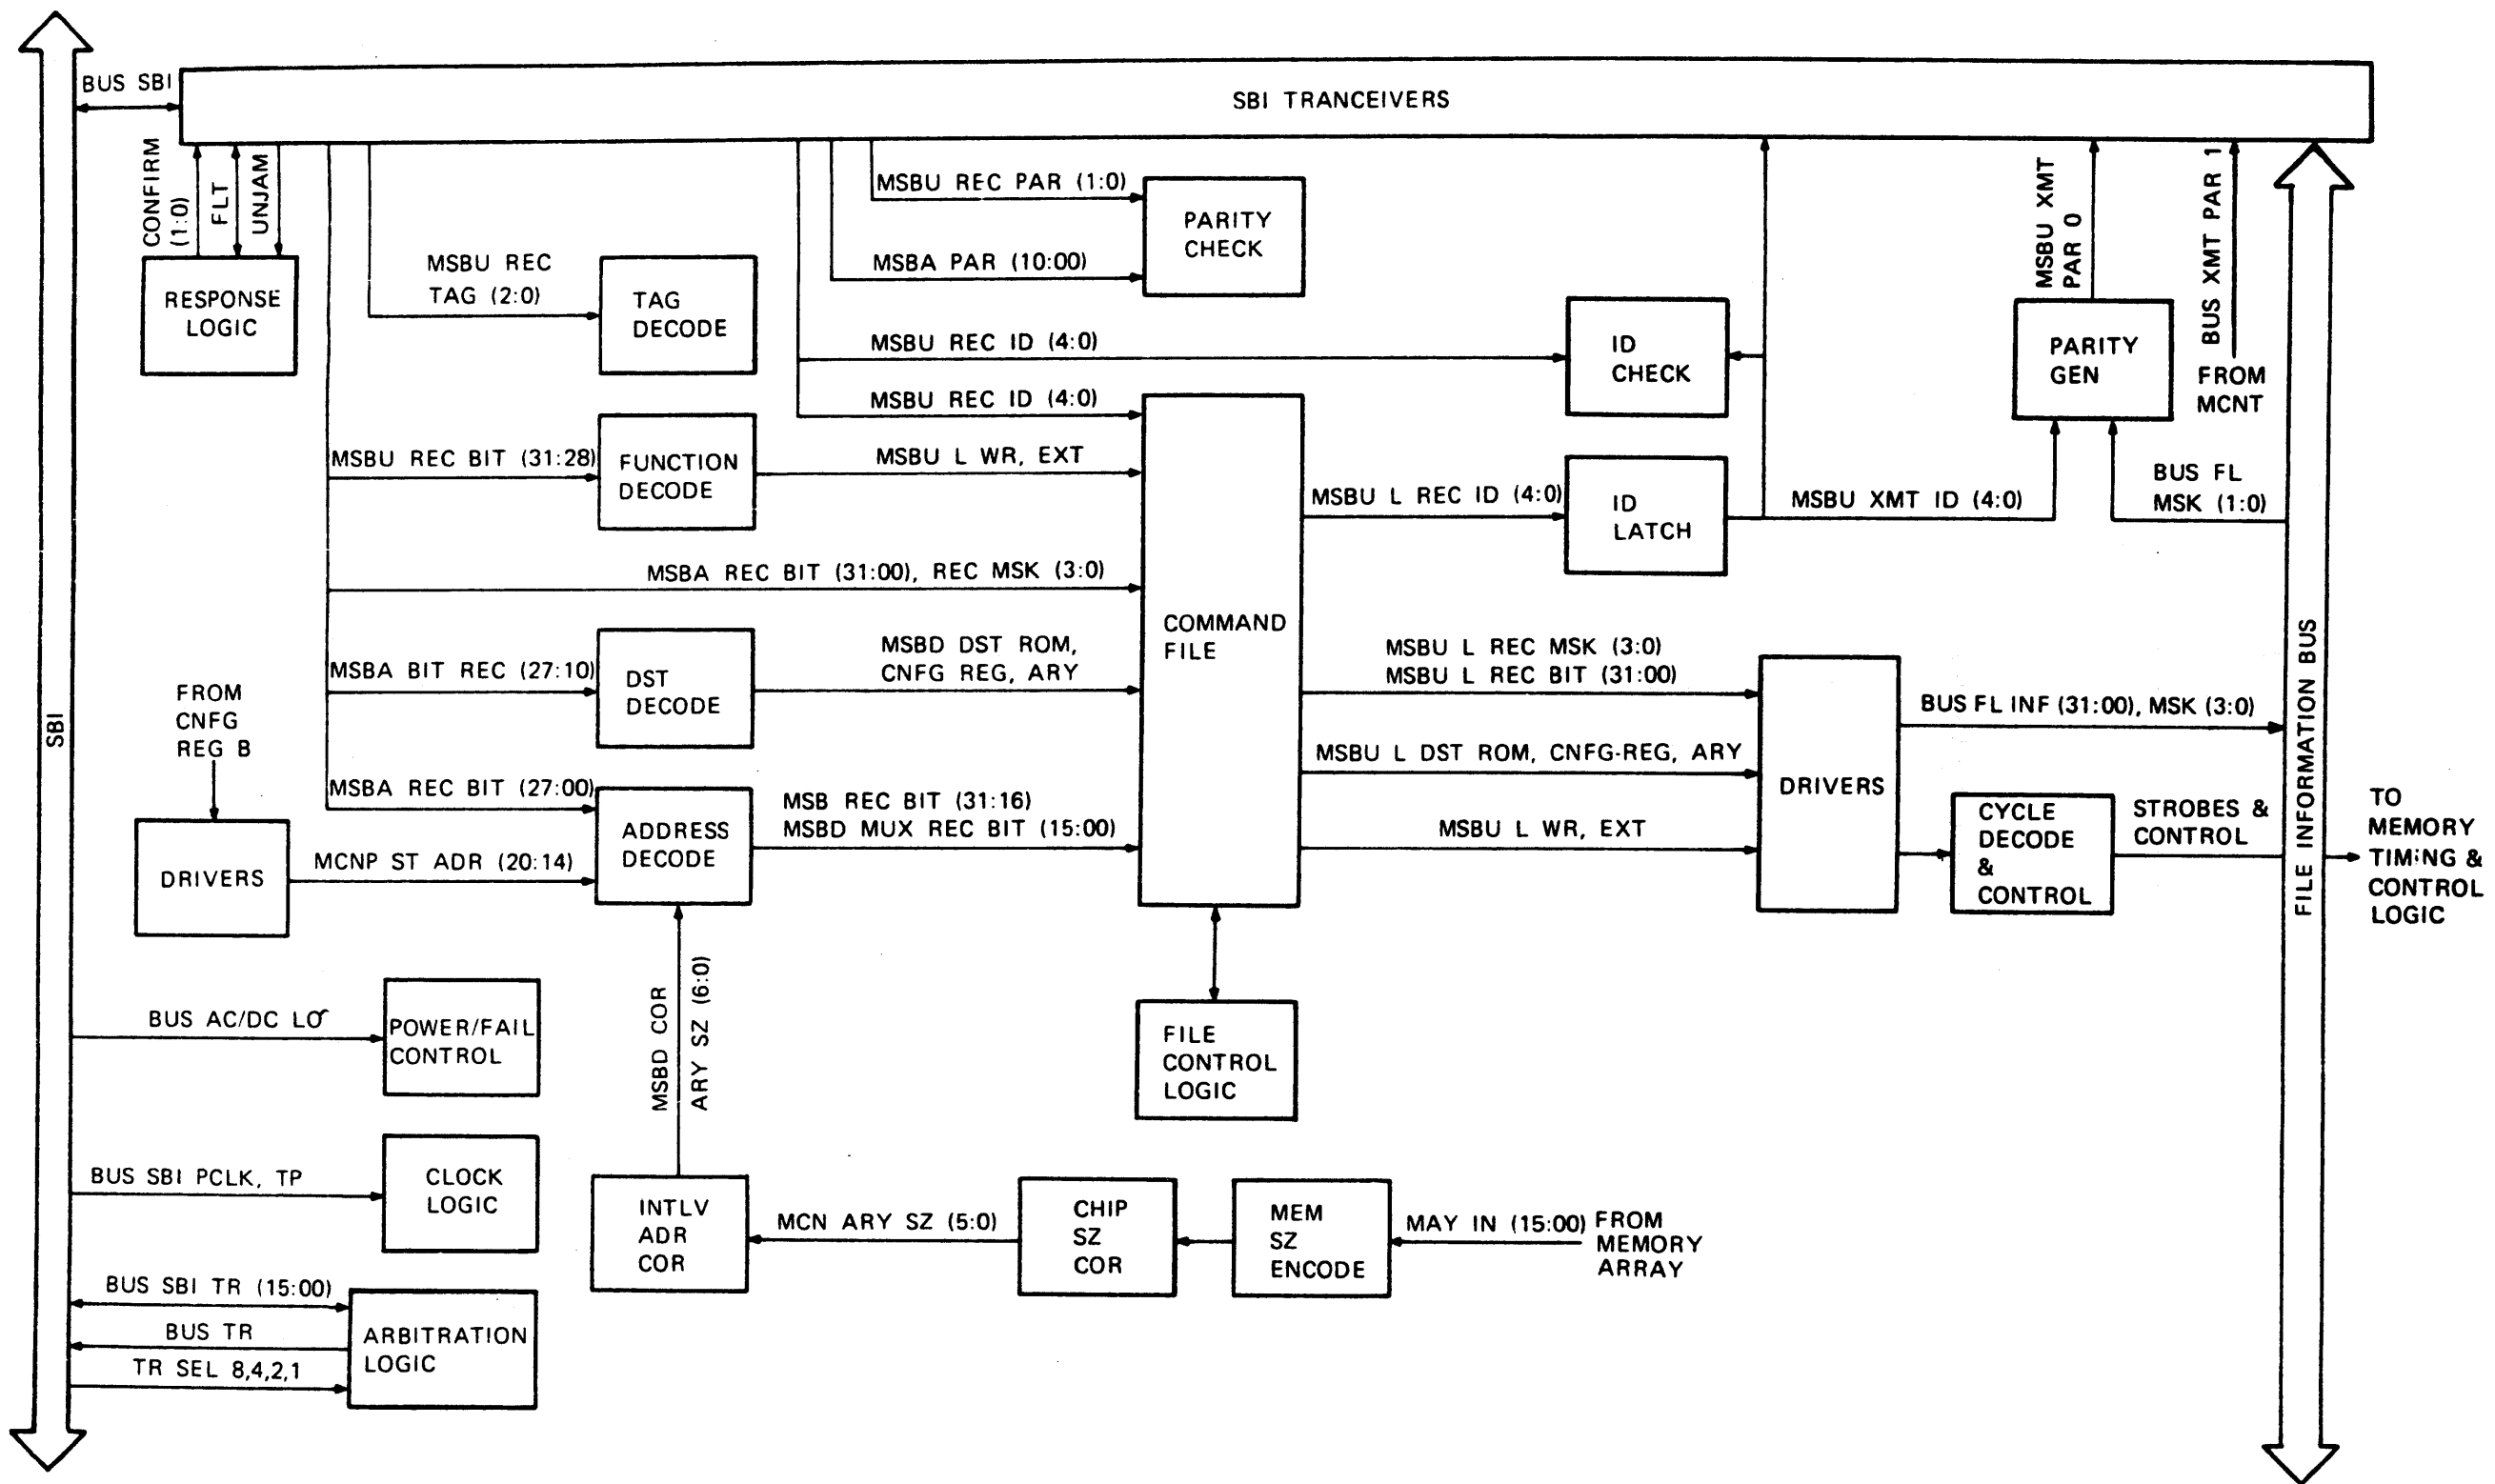 BUS SBI
SBI TRANCEIVERS
CONFIRM
(1:0)
FLT
UNJAM
RESPONSE
LOGIC
MSBU REC
TAG (2:0)
TAG
DECODE
MSBU REC PAR (1:0)
MSBA PAR (10:00)
PARITY
CHECK
MSBU REC ID (4:0)
ID
CHECK
MSBU XMT
PAR 0
BUS XMT PAR 1
FROM
MCNT
PARITY
GEN
MSBU REC ID (4:0)
MSBU REC BIT (31:28)
FUNCTION
DECODE
MSBU L WR, EXT
MSBU L REC ID (4:0)
ID
LATCH
MSBU XMT ID (4:0)
BUS FL
MSK (1:0)
MSBA REC BIT (31:00), REC MSK (3:0)
COMMAND
FILE
MSBA BIT REC (27:10)
DST
DECODE
MSBD DST ROM,
CNFG REG, ARY
MSBU L REC MSK (3:0)
MSBU L REC BIT (31:00)
MSBU L DST ROM, CNFG-REG, ARY
MSBU L WR, EXT
DRIVERS
BUS FL INF (31:00), MSK (3:0)
CYCLE
DECODE
&
CONTROL
STROBES &
CONTROL
FILE INFORMATION BUS
TO
MEMORY
TIMING &
CONTROL
LOGIC
SBI
FROM
CNFG
REG B
DRIVERS
MSBA REC BIT (27:00)
MCNP ST ADR (20:14)
ADDRESS
DECODE
MSB REC BIT (31:16)
MSBD MUX REC BIT (15:00)
MSBD COR
ARY SZ (6:0)
FILE
CONTROL
LOGIC
BUS AC/DC LO
POWER/FAIL
CONTROL
BUS SBI PCLK, TP
CLOCK
LOGIC
INTLV
ADR
COR
MCN ARY SZ (5:0)
CHIP
SZ
COR
MEM
SZ
ENCODE
MAY IN (15:00)
FROM
MEMORY
ARRAY
BUS SBI TR (15:00)
BUS TR
TR SEL 8,4,2,1
ARBITRATION
LOGIC